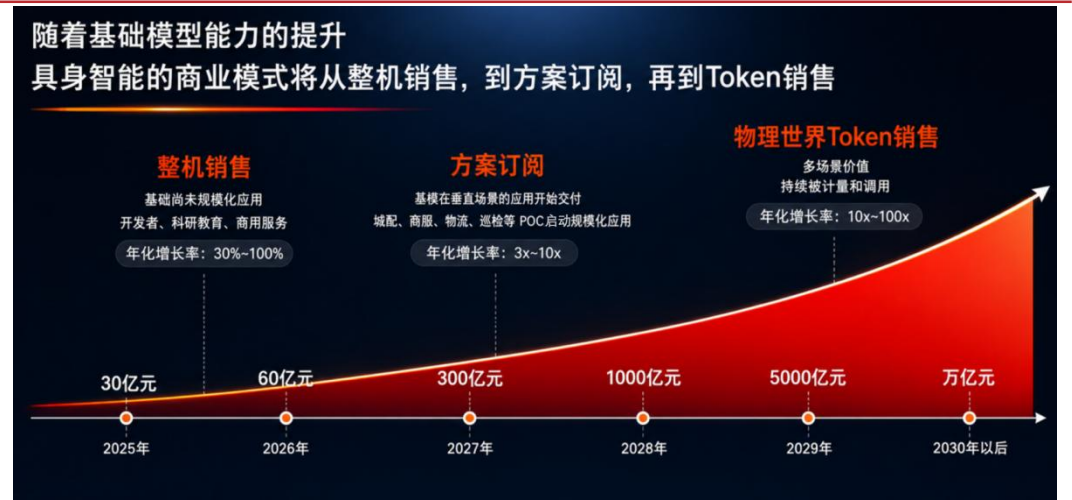 随着基础模型能力的提升
具身智能的商业模式将从整机销售，到方案订阅，再到Token销售
整机销售
基础尚未规模化应用
开发者、科研教育、商用服务
年化增长率：30%~100%
方案订阅
基模在垂直场景的应用开始交付
城配、商服、物流、巡检等 POC启动规模化应用
年化增长率：3x~10x
物理世界Token销售
多场景价值
持续被计量和调用
年化增长率：10x~100x
30亿元
60亿元
300亿元
1000亿元
5000亿元
万亿元
2025年
2026年
2027年
2028年
2029年
2030年以后